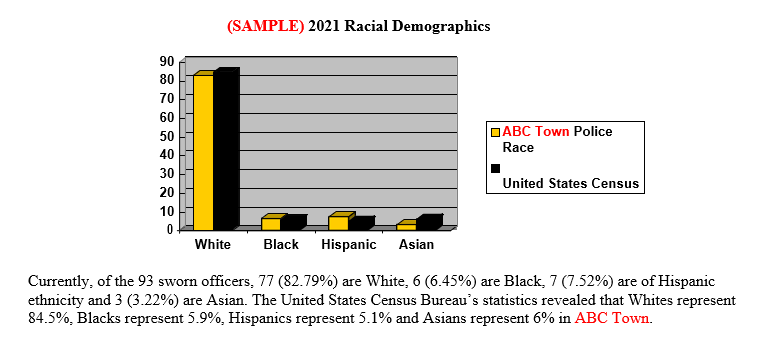 (SAMPLE) 2021 Racial Demographics
90
80
70
60
50
40
30
20
10
0
White Black Hispanic Asian
ABC Town Police
Race
United States Census
Currently, of the 93 sworn officers, 77 (82.79%) are White, 6 (6.45%) are Black, 7 (7.52%) are of Hispanic
ethnicity and 3 (3.22%) are Asian. The United States Census Bureau’s statistics revealed that Whites represent
84.5%, Blacks represent 5.9%, Hispanics represent 5.1% and Asians represent 6% in ABC Town.